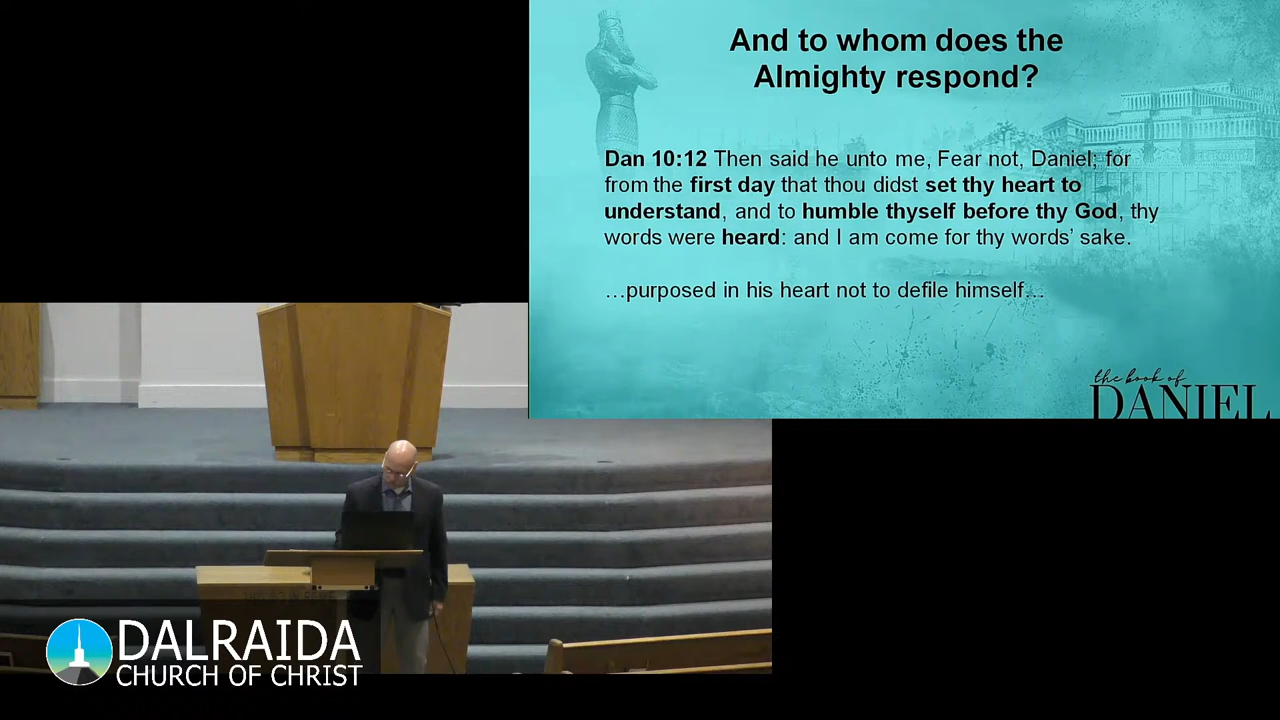 And to whom does the
Almighty respond?
Dan 10:12 Then said he unto me, Fear not, Daniel; for
from the first day that thou didst set thy heart to
understand, and to humble thyself before thy God, thy
words were heard: and I am come for thy words’ sake.
…purposed in his heart not to defile himself…
the book of
DANIEL
DALRAIDA
CHURCH OF CHRIST